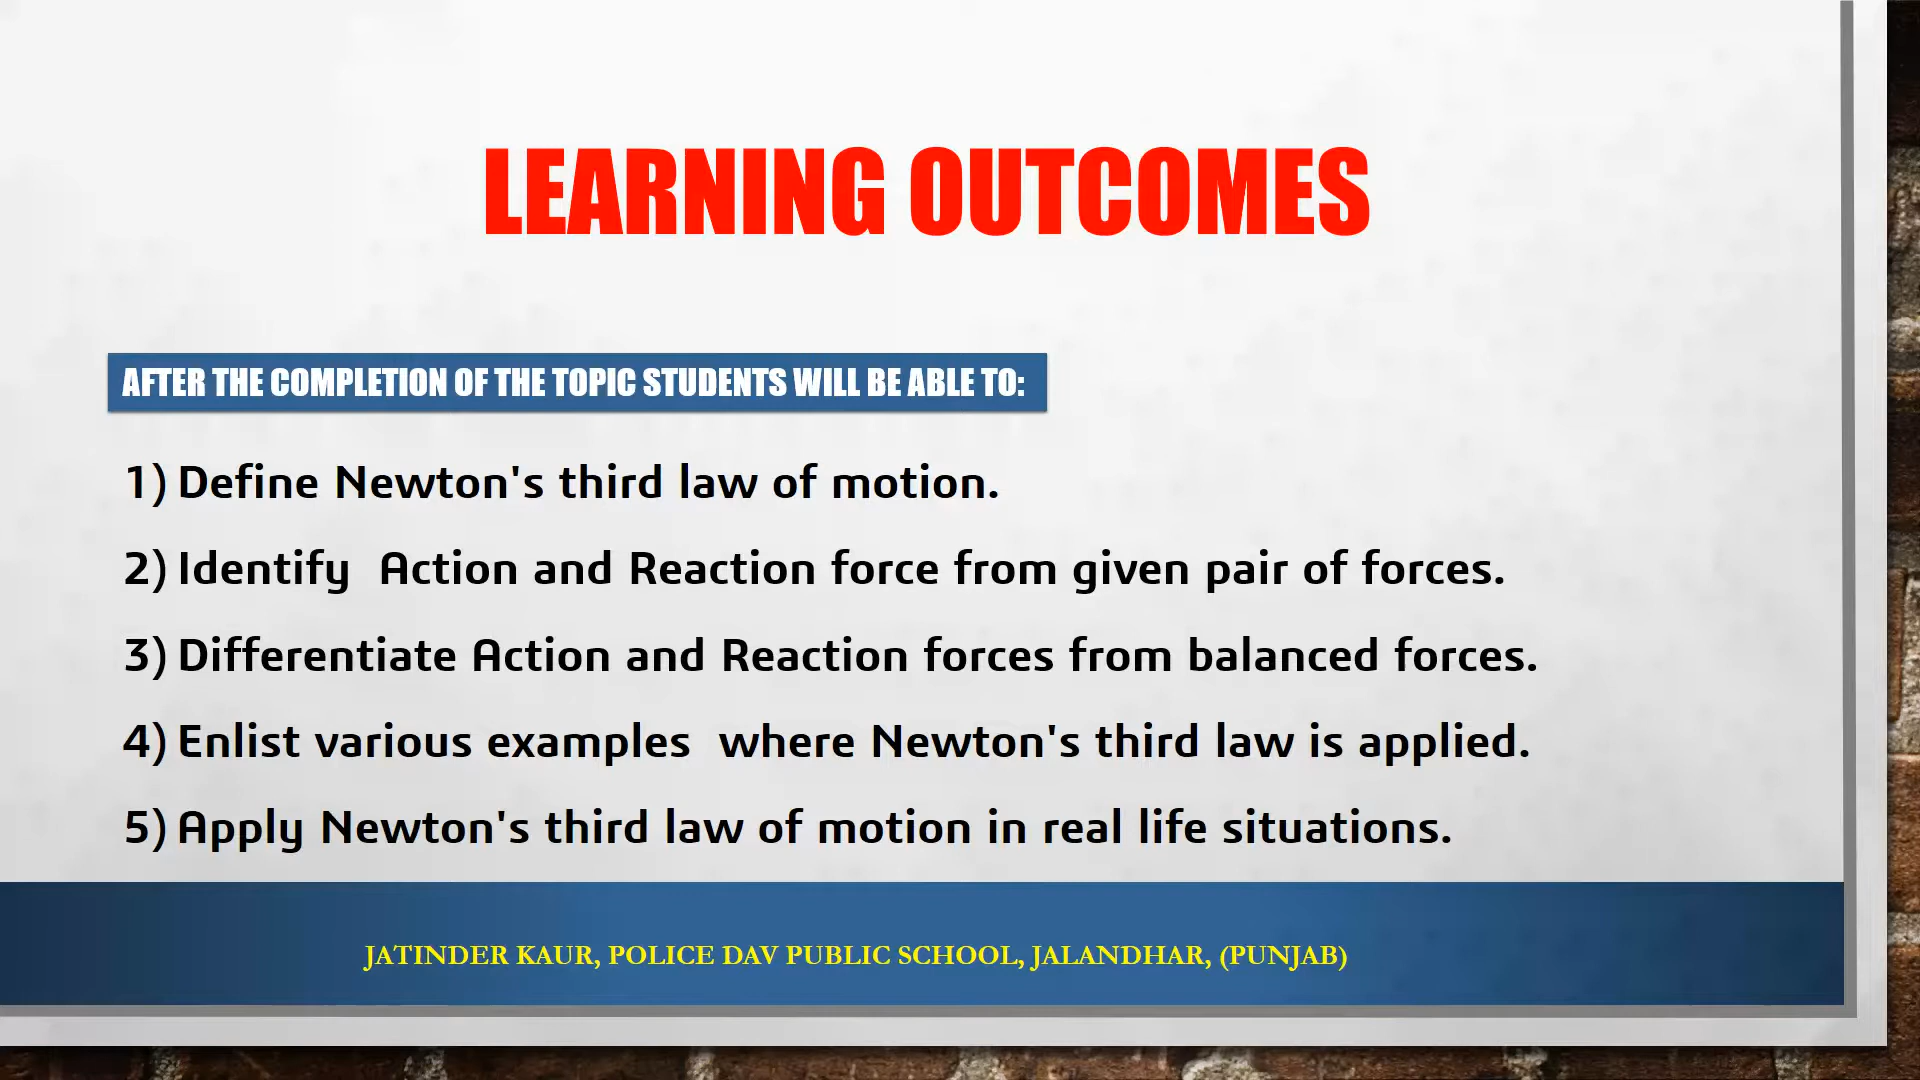 LEARNING OUTCOMES
AFTER THE COMPLETION OF THE TOPIC STUDENTS WILL BE ABLE TO:
1) Define Newton's third law of motion.
2) Identify  Action and Reaction force from given pair of forces.
3) Differentiate Action and Reaction forces from balanced forces.
4) Enlist various examples  where Newton's third law is applied.
5) Apply Newton's third law of motion in real life situations.
JATINDER KAUR, POLICE DAV PUBLIC SCHOOL, JALANDHAR, (PUNJAB)